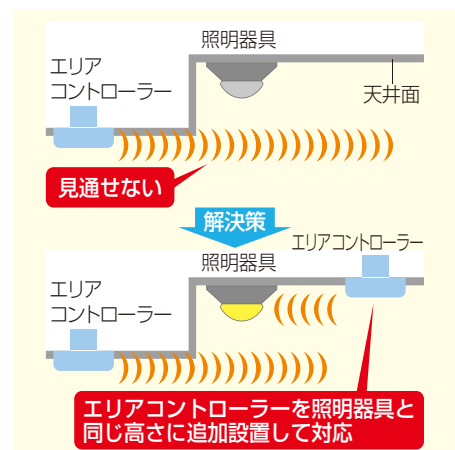 照明器具
エリア
コントローラー
天井面
見通せない
解決策
エリアコントローラー
照明器具
エリア
コントローラー
エリアコントローラーを照明器具と
同じ高さに追加設置して対応